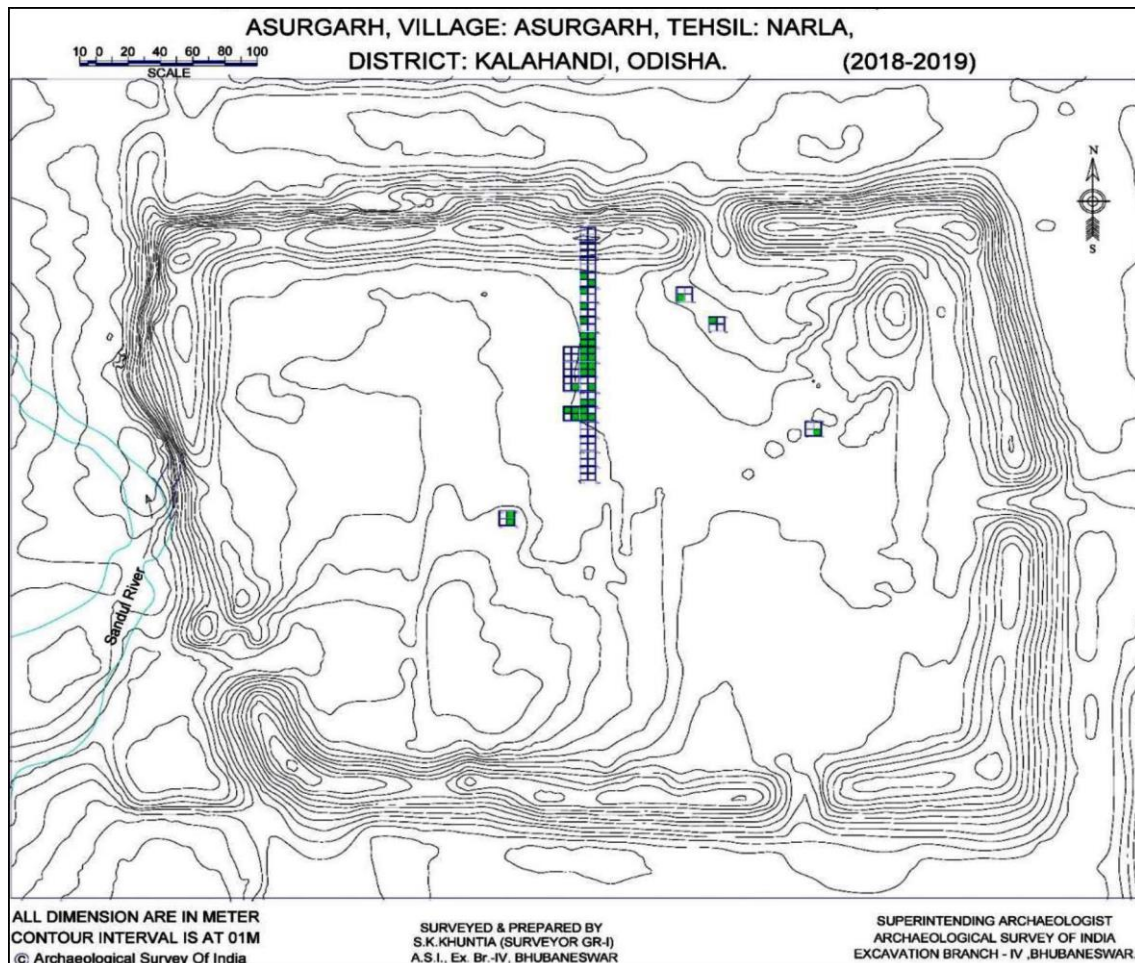 ASURGARH, VILLAGE: ASURGARH, TEHSIL: NARLA,
DISTRICT: KALAHANDI, ODISHA. (2018-2019)
10 0 20 40 60 80 100
SCALE
N
S
Sandul River
ALL DIMENSION ARE IN METER
CONTOUR INTERVAL IS AT 01M
© Archaeological Survey Of India
SURVEYED & PREPARED BY
S.K.KHUNTIA (SURVEYOR GR-I)
A.S.I., Ex. Br.-IV, BHUBANESWAR
SUPERINTENDING ARCHAEOLOGIST
ARCHAEOLOGICAL SURVEY OF INDIA
EXCAVATION BRANCH - IV ,BHUBANESWAR